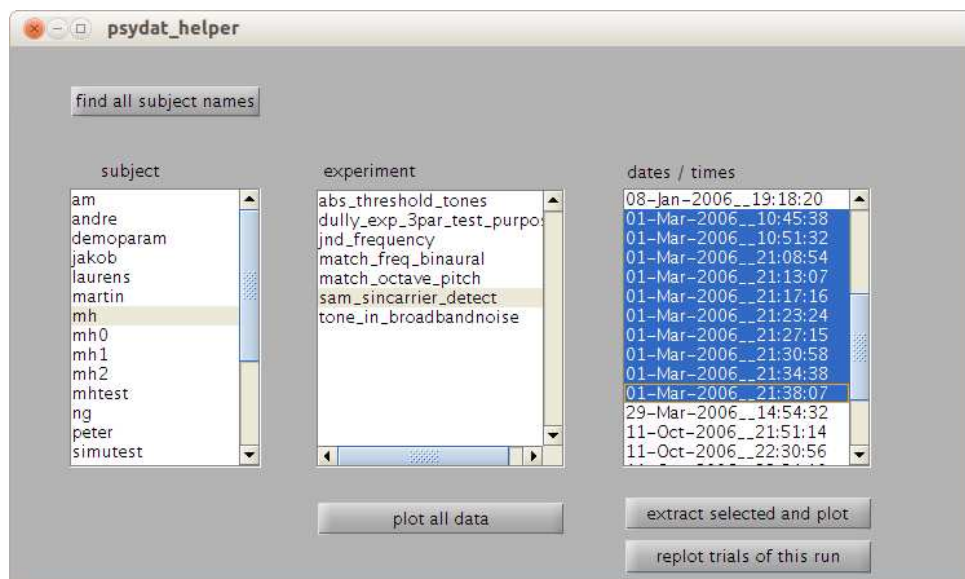 psydat_helper
find all subject names
subject
am
andre
demoparam
jakob
laurens
martin
mh
mh0
mh1
mh2
mhtest
ng
peter
simutest
experiment
abs_threshold_tones
dully_exp_3par_test_purpo
jnd_frequency
match_freq_binaural
match_octave_pitch
sam_sincarrier_detect
tone_in_broadbandnoise
plot all data
dates / times
08-Jan-2006__19:18:20
01-Mar-2006__10:45:38
01-Mar-2006__10:51:32
01-Mar-2006__21:08:54
01-Mar-2006__21:13:07
01-Mar-2006__21:17:16
01-Mar-2006__21:23:24
01-Mar-2006__21:27:15
01-Mar-2006__21:30:58
01-Mar-2006__21:34:38
01-Mar-2006__21:38:07
29-Mar-2006__14:54:32
11-Oct-2006__21:51:14
11-Oct-2006__22:30:56
extract selected and plot
replot trials of this run